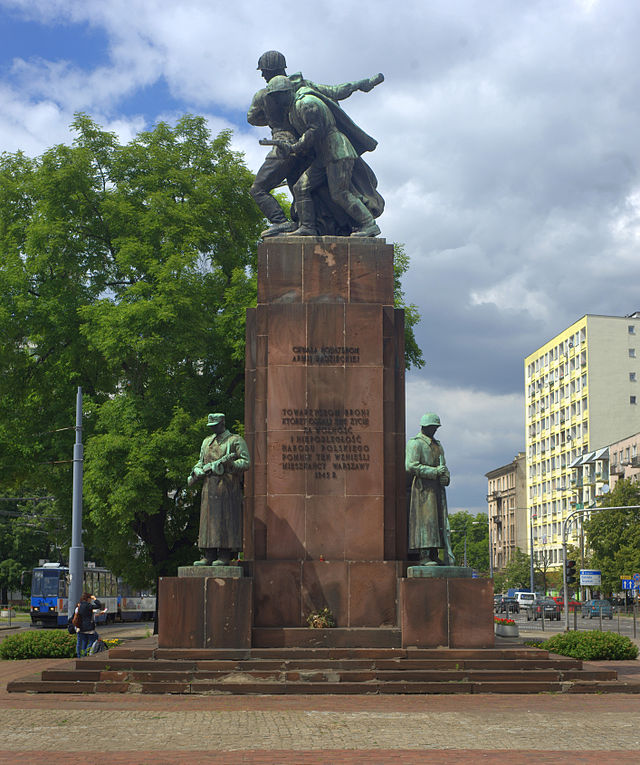 CHWAŁA BOHATEROM
ARMII RADZIECKIEJ
TOWARZYSZOM BRONI
KTÓRZY ODDALI SWE ŻYCIE
ZA WOLNOŚĆ
I NIEPODLEGŁOŚĆ
NARODU POLSKIEGO
POMNIK TEN WZNIEŚLI
MIESZKAŃCY WARSZAWY
1945 R.